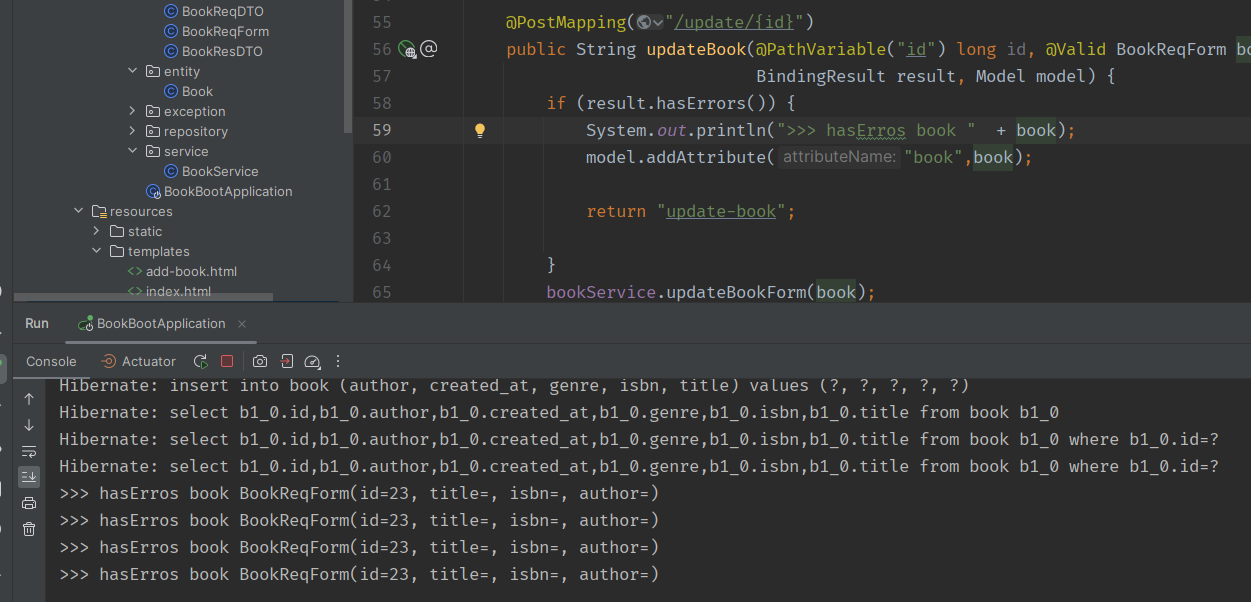 BookReqDTO
BookReqForm
BookResDTO
entity
Book
exception
repository
service
BookService
BookBootApplication
resources
static
templates
add-book.html
index.html
55 @PostMapping("/update/{id}")
56 public String updateBook(@PathVariable("id") long id, @Valid BookReqForm bo
57 BindingResult result, Model model) {
58 if (result.hasErrors()) {
59 System.out.println(">>> hasErros book " + book);
60 model.addAttribute( attributeName: "book",book);
61
62 return "update-book";
63
64 }
65 bookService.updateBookForm(book);
Run BookBootApplication
Console Actuator
Hibernate: insert into book (author, created_at, genre, isbn, title) values (?, ?, ?, ?, ?)
Hibernate: select b1_0.id,b1_0.author,b1_0.created_at,b1_0.genre,b1_0.isbn,b1_0.title from book b1_0
Hibernate: select b1_0.id,b1_0.author,b1_0.created_at,b1_0.genre,b1_0.isbn,b1_0.title from book b1_0 where b1_0.id=?
Hibernate: select b1_0.id,b1_0.author,b1_0.created_at,b1_0.genre,b1_0.isbn,b1_0.title from book b1_0 where b1_0.id=?
>>> hasErros book BookReqForm(id=23, title=, isbn=, author=)
>>> hasErros book BookReqForm(id=23, title=, isbn=, author=)
>>> hasErros book BookReqForm(id=23, title=, isbn=, author=)
>>> hasErros book BookReqForm(id=23, title=, isbn=, author=)